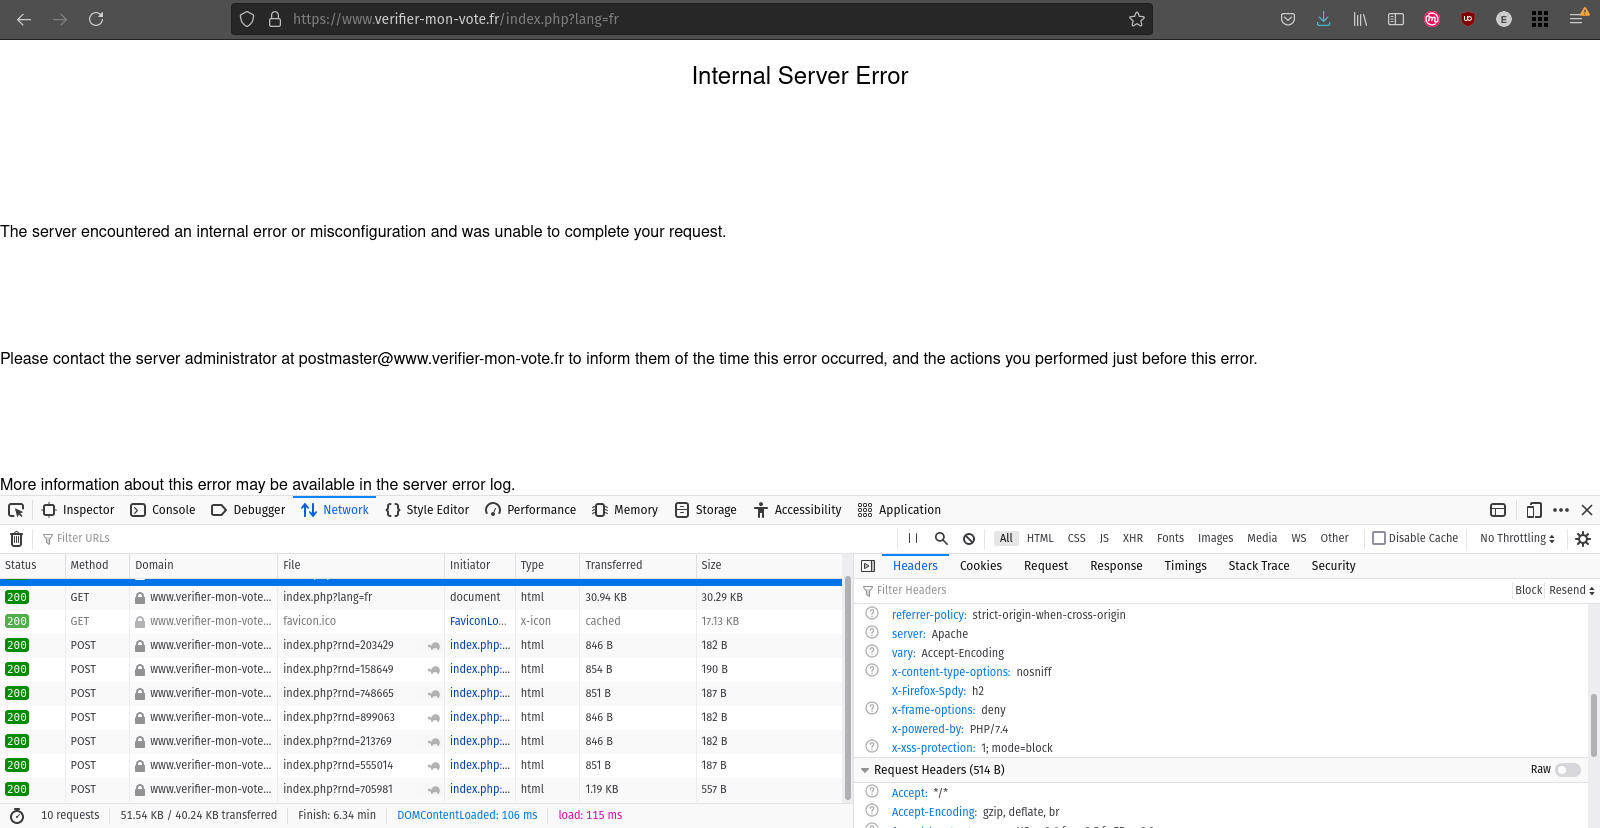 https://www.verifier-mon-vote.fr/index.php?lang=fr
E
Internal Server Error
The server encountered an internal error or misconfiguration and was unable to complete your request.
Please contact the server administrator at postmaster@www.verifier-mon-vote.fr to inform them of the time this error occurred, and the actions you performed just before this error.
More information about this error may be available in the server error log.
Inspector Console Debugger Network Style Editor Performance Memory Storage Accessibility Application
Filter URLs All HTML CSS JS XHR Fonts Images Media WS Other Disable Cache No Throttling
Status Method Domain File Initiator Type Transferred Size
200 GET www.verifier-mon-vote... index.php?lang=fr document html 30.94 KB 30.29 KB
200 GET www.verifier-mon-vote... favicon.ico FaviconLo... x-icon cached 17.13 KB
200 POST www.verifier-mon-vote... index.php?rnd=203429 index.php:... html 846 B 182 B
200 POST www.verifier-mon-vote... index.php?rnd=158649 index.php:... html 854 B 190 B
200 POST www.verifier-mon-vote... index.php?rnd=748665 index.php:... html 851 B 187 B
200 POST www.verifier-mon-vote... index.php?rnd=899063 index.php:... html 846 B 182 B
200 POST www.verifier-mon-vote... index.php?rnd=213769 index.php:... html 846 B 182 B
200 POST www.verifier-mon-vote... index.php?rnd=555014 index.php:... html 851 B 187 B
200 POST www.verifier-mon-vote... index.php?rnd=705981 index.php:... html 1.19 KB 557 B
10 requests 51.54 KB / 40.24 KB transferred Finish: 6.34 min DOMContentLoaded: 106 ms load: 115 ms
Headers Cookies Request Response Timings Stack Trace Security
Filter Headers Block Resend
referrer-policy: strict-origin-when-cross-origin
server: Apache
vary: Accept-Encoding
x-content-type-options: nosniff
X-Firefox-Spdy: h2
x-frame-options: deny
x-powered-by: PHP/7.4
x-xss-protection: 1; mode=block
Request Headers (514 B) Raw
Accept: */*
Accept-Encoding: gzip, deflate, br